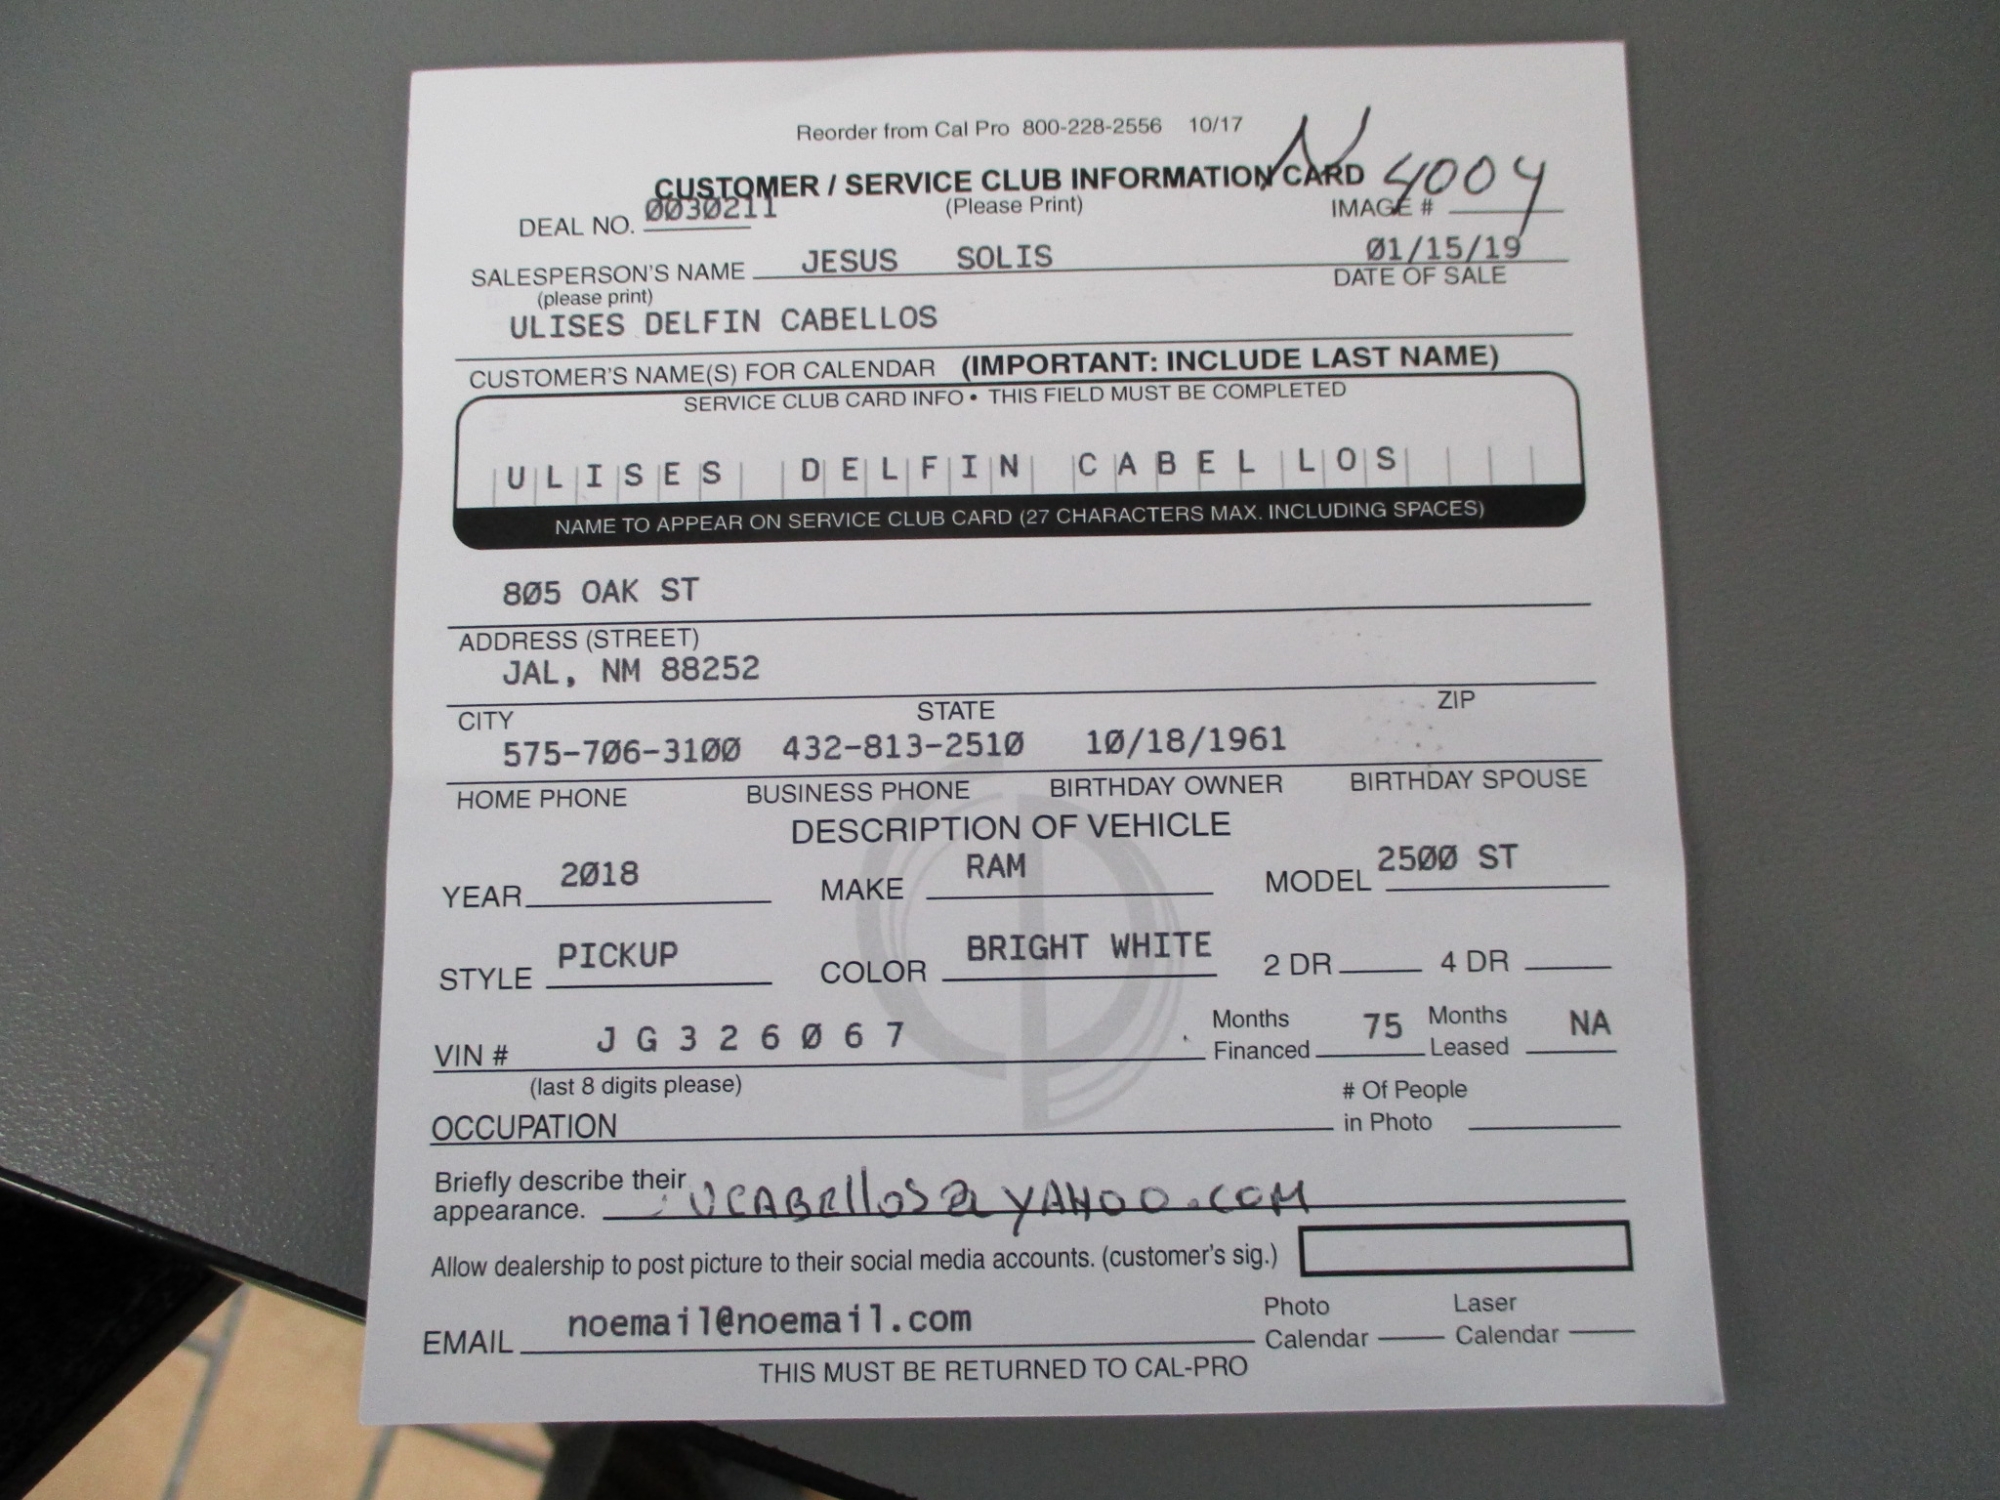 Reorder from Cal Pro 800-228-2556 10/17
N
CUSTOMER / SERVICE CLUB INFORMATION CARD
DEAL NO. 0030211 (Please Print) IMAGE # 4004
SALESPERSON'S NAME JESUS SOLIS 01/15/19
(please print) DATE OF SALE
ULISES DELFIN CABELLOS
CUSTOMER'S NAME(S) FOR CALENDAR (IMPORTANT: INCLUDE LAST NAME)
SERVICE CLUB CARD INFO • THIS FIELD MUST BE COMPLETED
ULISES DELFIN CABELLOS
NAME TO APPEAR ON SERVICE CLUB CARD (27 CHARACTERS MAX. INCLUDING SPACES)
805 OAK ST
ADDRESS (STREET)
JAL, NM 88252
CITY STATE ZIP
575-706-3100 432-813-2510 10/18/1961
HOME PHONE BUSINESS PHONE BIRTHDAY OWNER BIRTHDAY SPOUSE
DESCRIPTION OF VEHICLE
YEAR 2018 MAKE RAM MODEL 2500 ST
STYLE PICKUP COLOR BRIGHT WHITE 2 DR 4 DR
VIN # JG326067 Months Financed 75 Months Leased NA
(last 8 digits please)
OCCUPATION # Of People in Photo
Briefly describe their appearance. UCABEllos@YAHOO.COM
Allow dealership to post picture to their social media accounts. (customer's sig.)
EMAIL noemail@noemail.com Photo Calendar Laser Calendar
THIS MUST BE RETURNED TO CAL-PRO